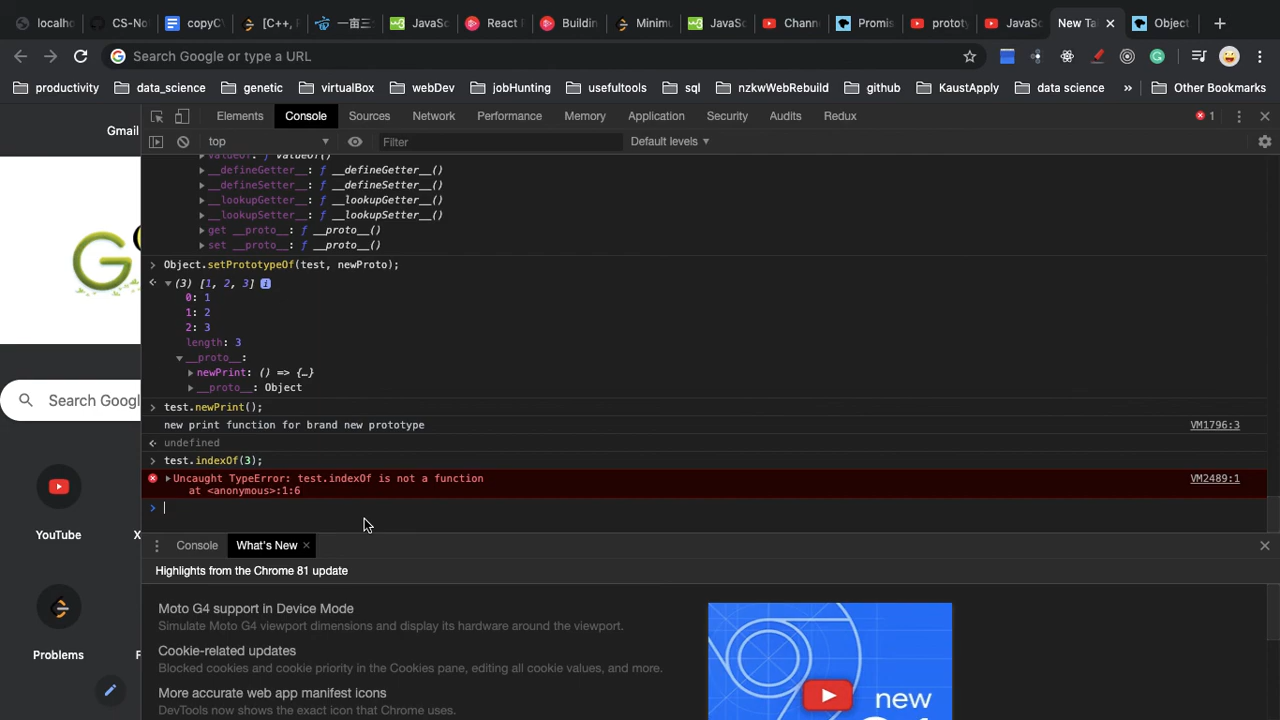 localho
CS-Not
copyC
[C++, F
一亩三
JavaSc
React F
Buildin
Minimu
JavaSc
Chann
Promis
prototy
JavaSc
New Ta
Object
Search Google or type a URL
productivity
data_science
genetic
virtualBox
webDev
jobHunting
usefultools
sql
nzkwWebRebuild
github
KaustApply
data science
»
Other Bookmarks
Gmail
Elements
Console
Sources
Network
Performance
Memory
Application
Security
Audits
Redux
1
top
Filter
Default levels
valueOf: ƒ valueOf()
__defineGetter__: ƒ __defineGetter__()
__defineSetter__: ƒ __defineSetter__()
__lookupGetter__: ƒ __lookupGetter__()
__lookupSetter__: ƒ __lookupSetter__()
get __proto__: ƒ __proto__()
set __proto__: ƒ __proto__()
Object.setPrototypeOf(test, newProto);
(3) [1, 2, 3]
0: 1
1: 2
2: 3
length: 3
__proto__:
newPrint: () => {…}
__proto__: Object
test.newPrint();
new print function for brand new prototype
VM1796:3
undefined
test.indexOf(3);
Uncaught TypeError: test.indexOf is not a function
VM2489:1
at <anonymous>:1:6
Search Googl
YouTube
X
Problems
Console
What's New
Highlights from the Chrome 81 update
Moto G4 support in Device Mode
Simulate Moto G4 viewport dimensions and display its hardware around the viewport.
Cookie-related updates
Blocked cookies and cookie priority in the Cookies pane, editing all cookie values, and more.
More accurate web app manifest icons
DevTools now shows the exact icon that Chrome uses.
new